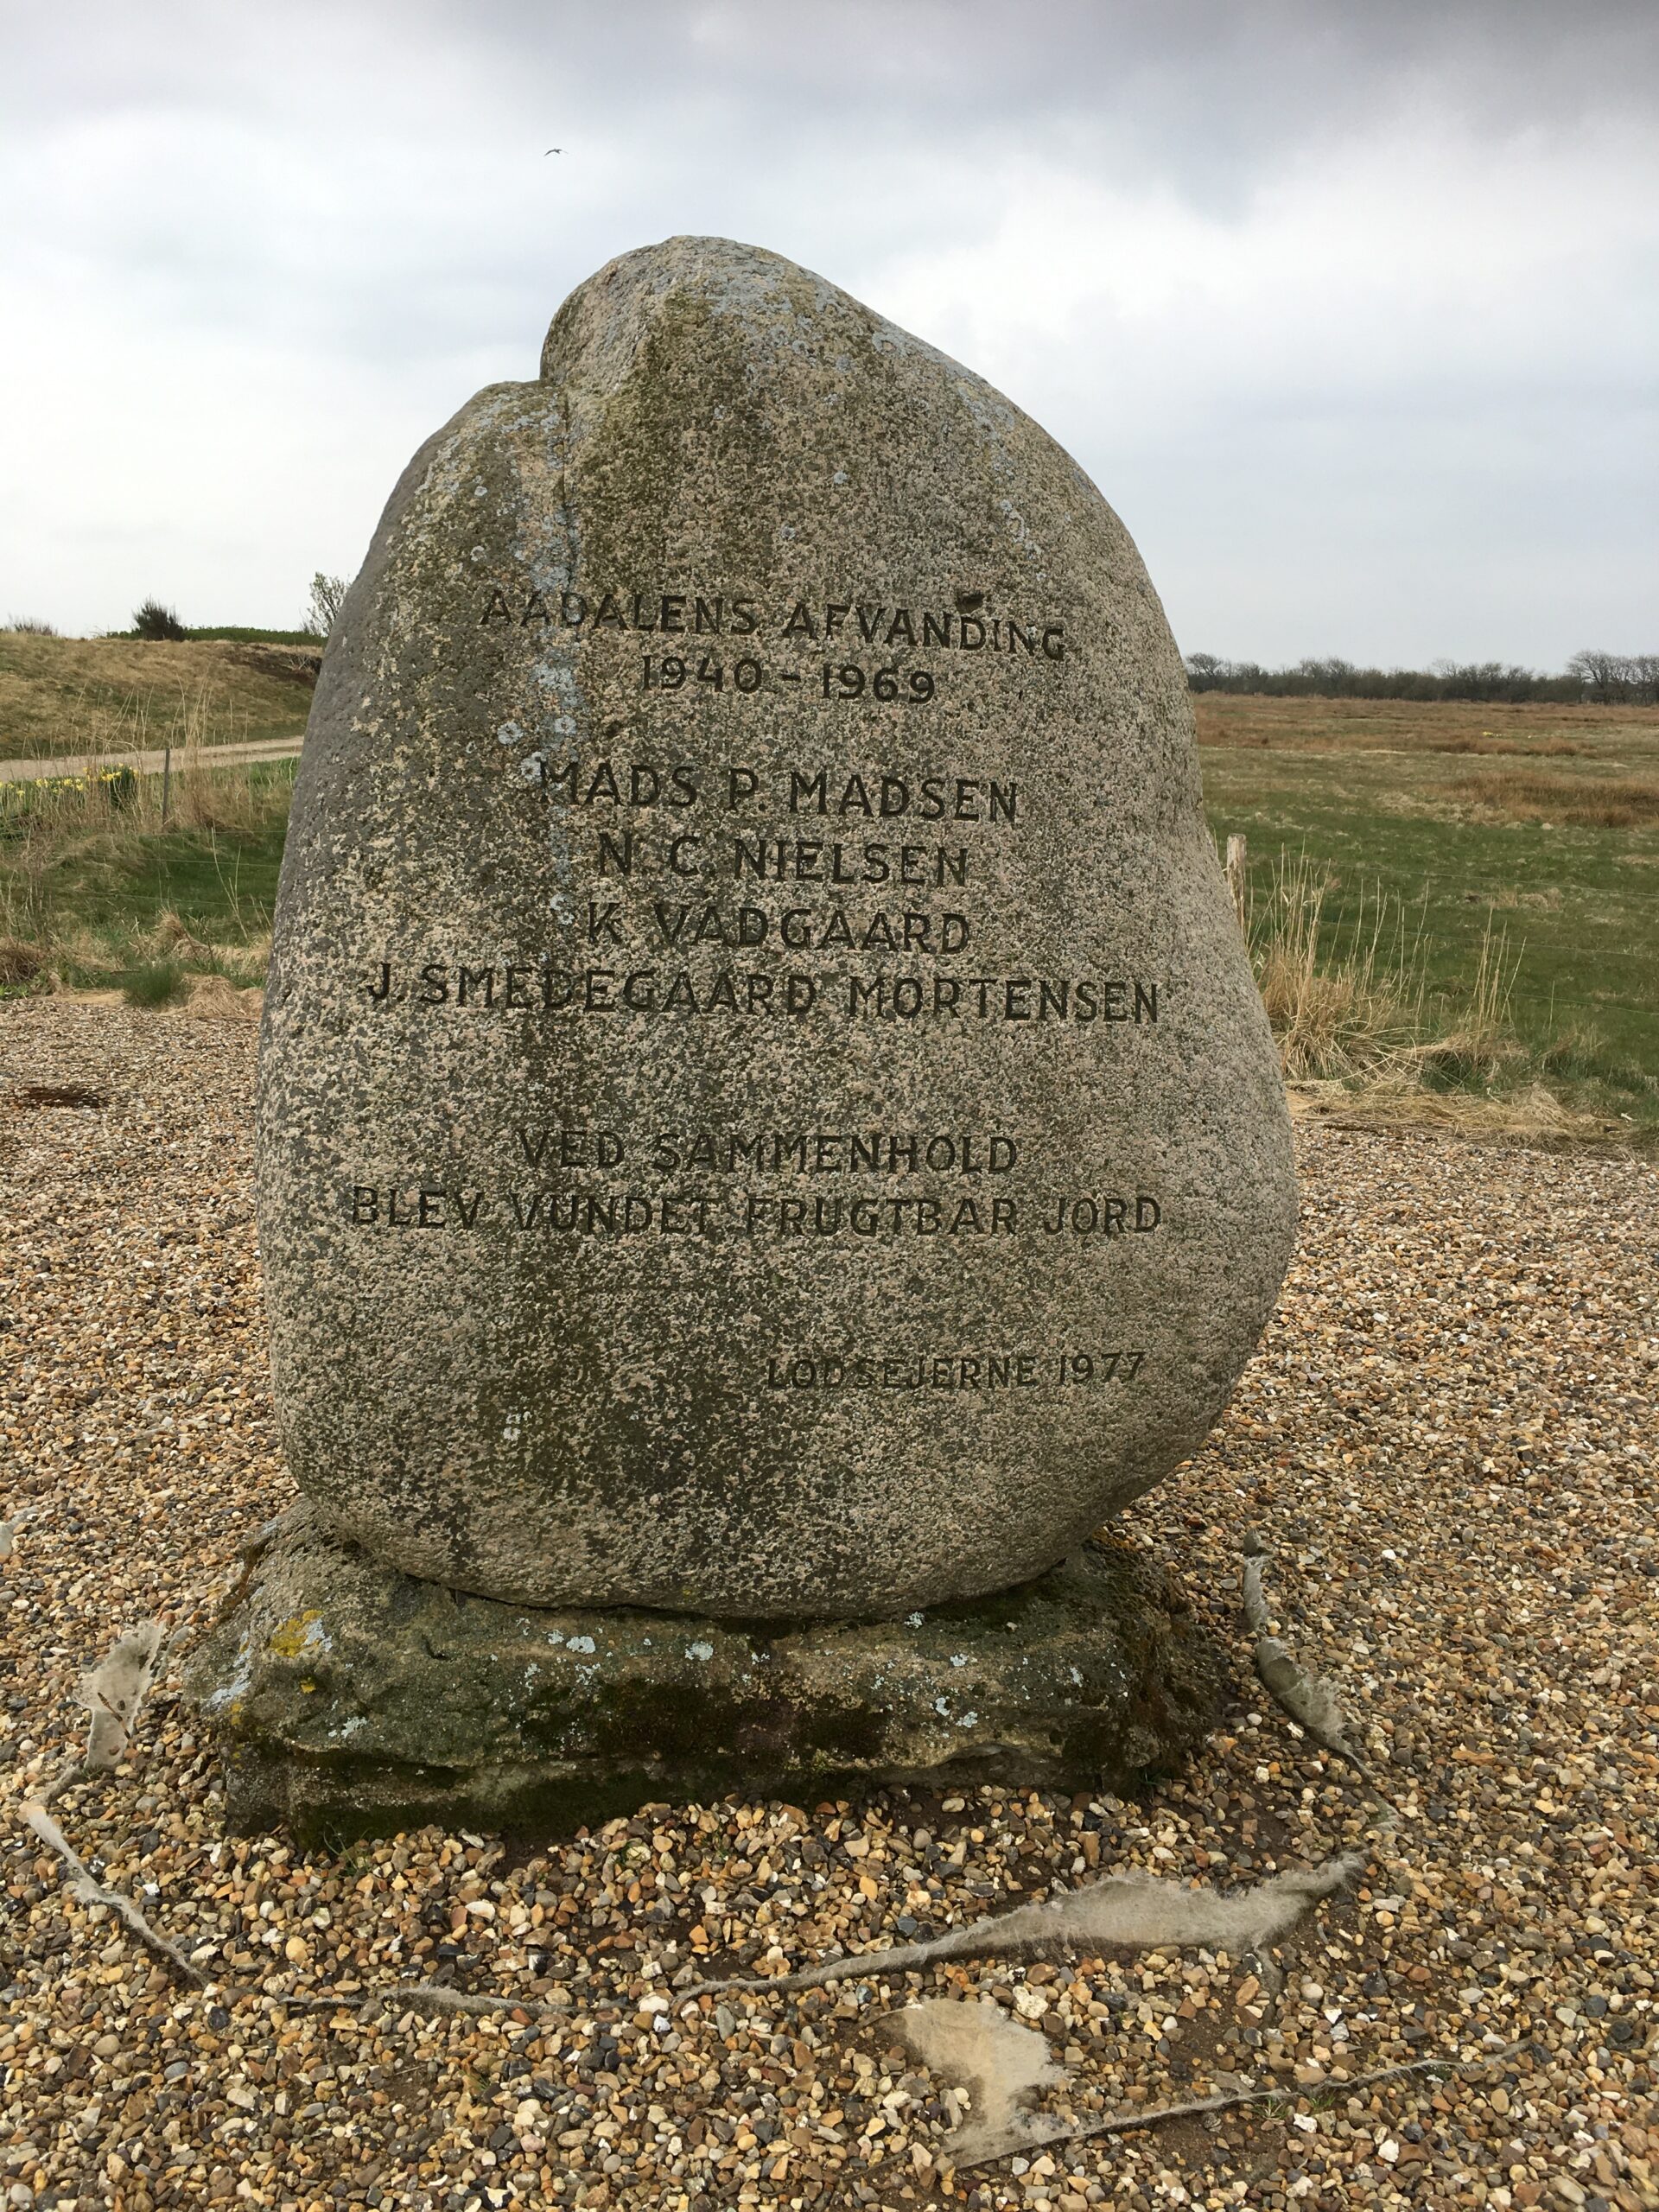 AADALENS AFVANDING
1940 - 1969
MADS P. MADSEN
N. C. NIELSEN
K VADGAARD
J. SMEDEGAARD MORTENSEN
VED SAMMENHOLD
BLEV VUNDET FRUGTBAR JORD
LODSEJERNE 1977